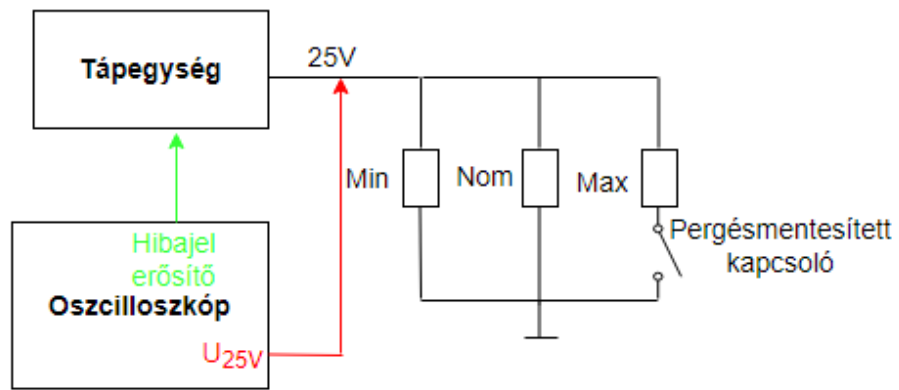 Tápegység
25V
Min
Nom
Max
Pergésmentesített
kapcsoló
Hibajel
erősítő
Oszcilloszkóp
U25V